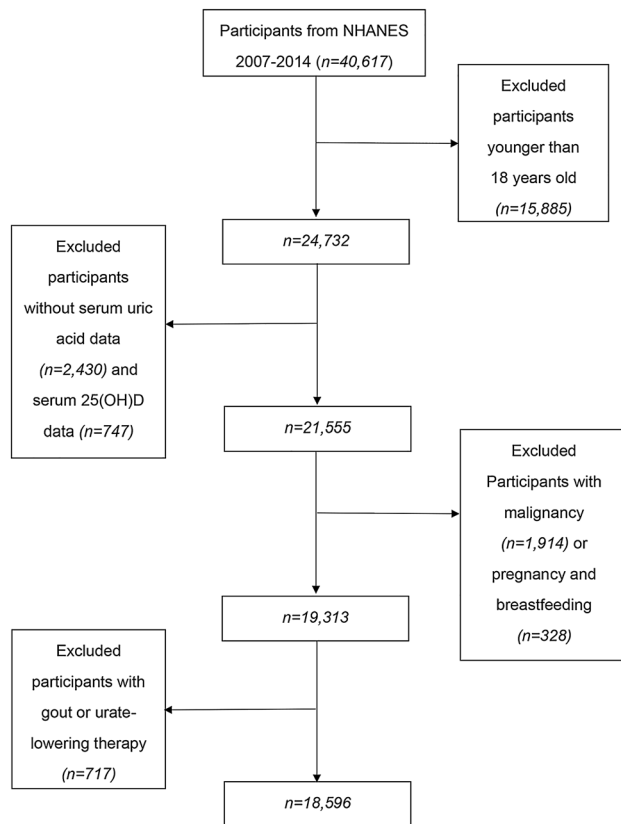 Participants from NHANES
2007-2014 (n=40,617)
Excluded
participants
younger than
18 years old
(n=15,885)
n=24,732
Excluded
participants
without serum uric
acid data
(n=2,430) and
serum 25(OH)D
data (n=747)
n=21,555
Excluded
Participants with
malignancy
(n=1,914) or
pregnancy and
breastfeeding
(n=328)
n=19,313
Excluded
participants with
gout or urate-
lowering therapy
(n=717)
n=18,596